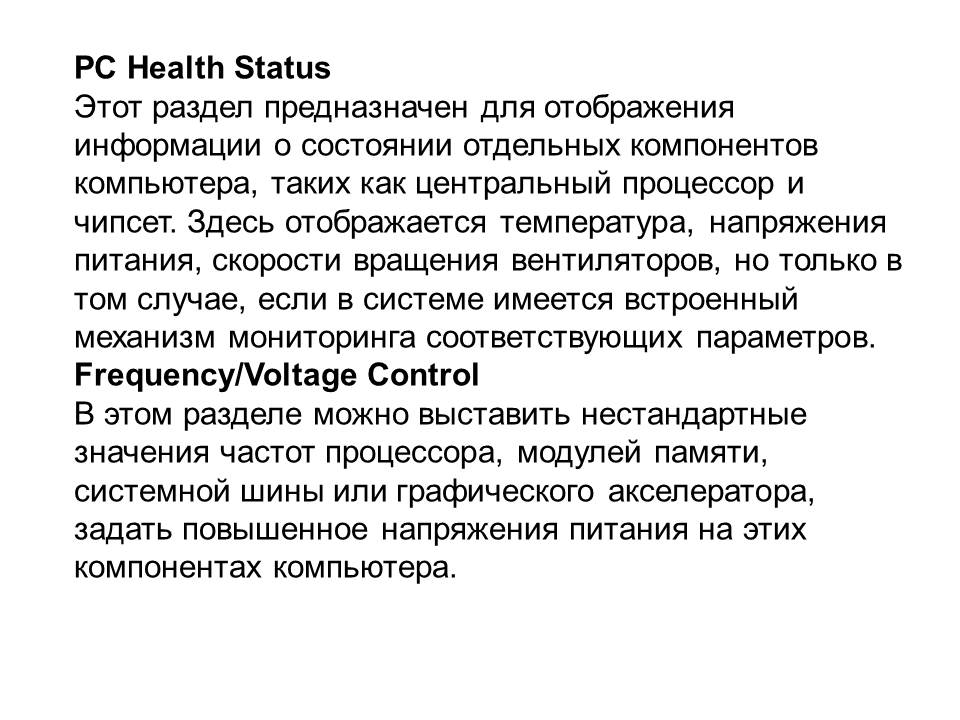 PC Health Status
Этот раздел предназначен для отображения
информации о состоянии отдельных компонентов
компьютера, таких как центральный процессор и
чипсет. Здесь отображается температура, напряжения
питания, скорости вращения вентиляторов, но только в
том случае, если в системе имеется встроенный
механизм мониторинга соответствующих параметров.
Frequency/Voltage Control
В этом разделе можно выставить нестандартные
значения частот процессора, модулей памяти,
системной шины или графического акселератора,
задать повышенное напряжения питания на этих
компонентах компьютера.